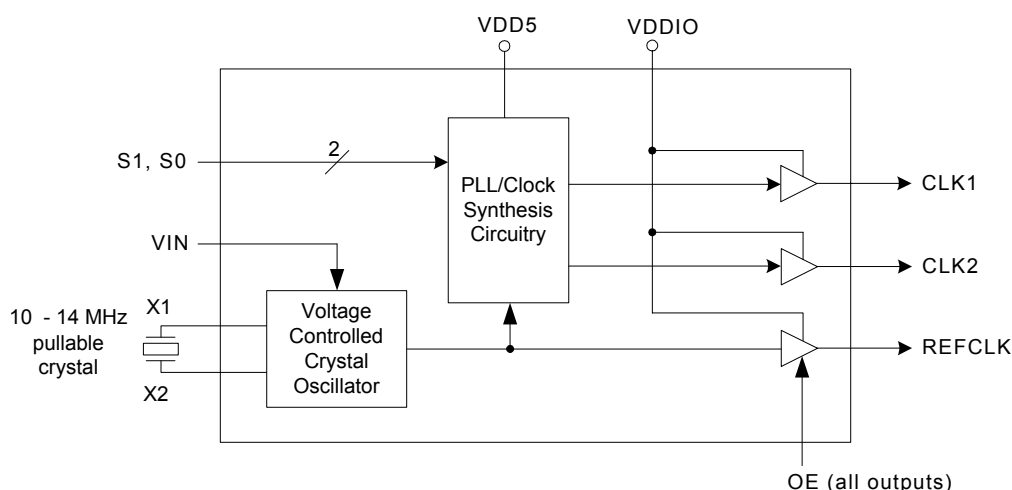 VDD5
VDDIO
S1, S0
2
PLL/Clock
Synthesis
Circuitry
CLK1
VIN
CLK2
10 - 14 MHz
pullable
crystal
X1
X2
Voltage
Controlled
Crystal
Oscillator
REFCLK
OE (all outputs)